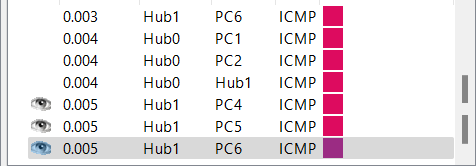 0.003 Hub1 PC6 ICMP
0.004 Hub0 PC1 ICMP
0.004 Hub0 PC2 ICMP
0.004 Hub0 Hub1 ICMP
0.005 Hub1 PC4 ICMP
0.005 Hub1 PC5 ICMP
0.005 Hub1 PC6 ICMP